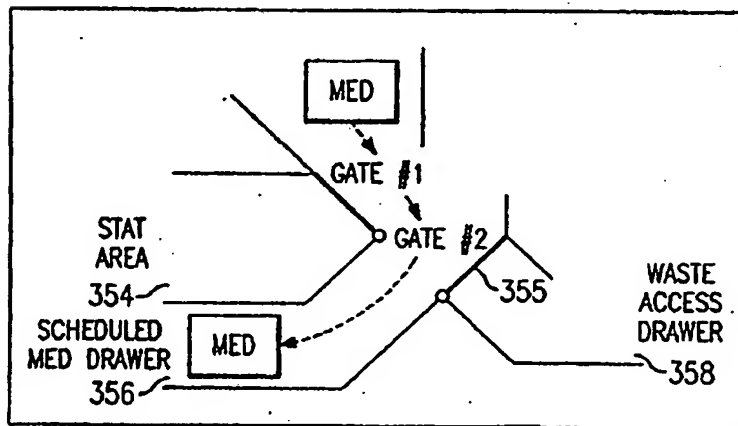 MED
GATE #1
GATE #2
STAT
AREA
354
355
WASTE
ACCESS
DRAWER
358
SCHEDULED
MED DRAWER
356
MED